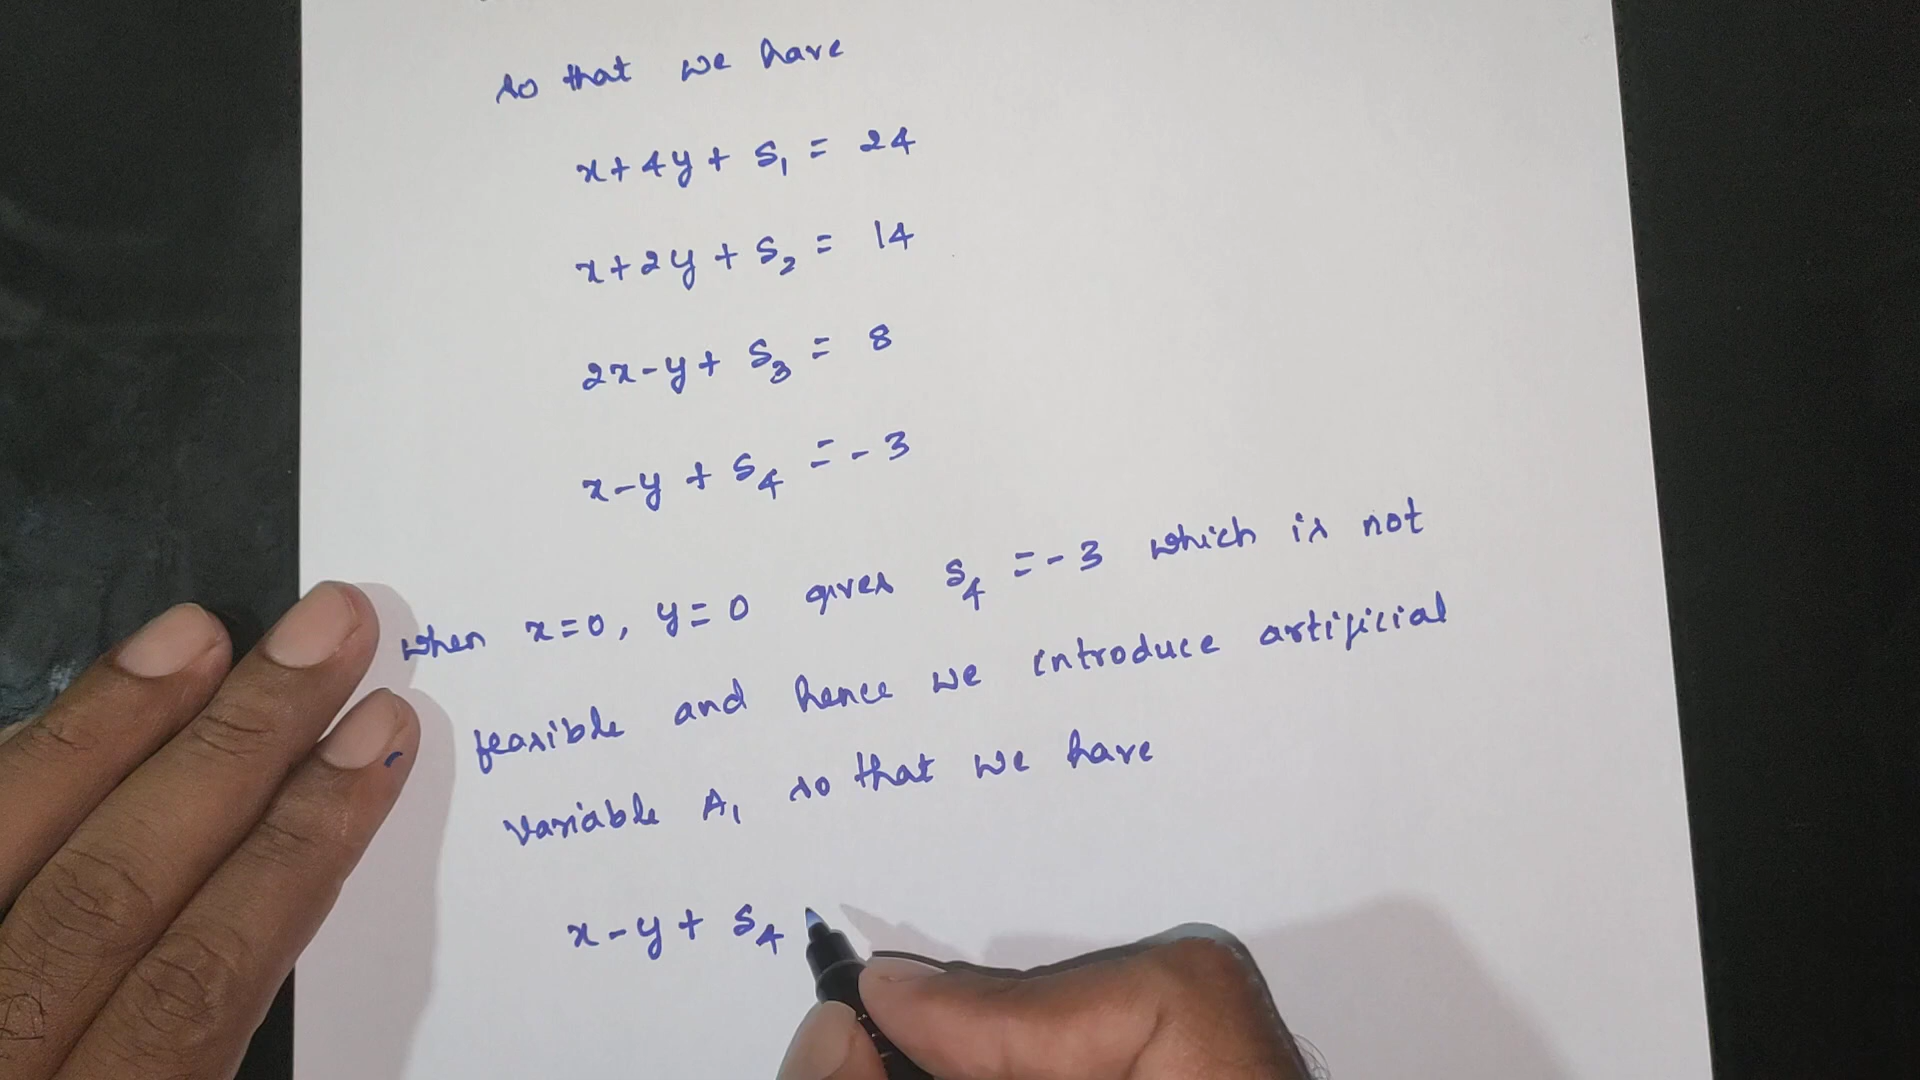 so that we have
x+4y+ S₁ = 24
x+2y+S₂ = 14
2x-y+ S₃ = 8
x-y + S₄ = -3
when x=0, y=0 gives S₄ = -3 which is not
feasible and hence we introduce artificial
variable A₁ so that we have
x-y+ S₄